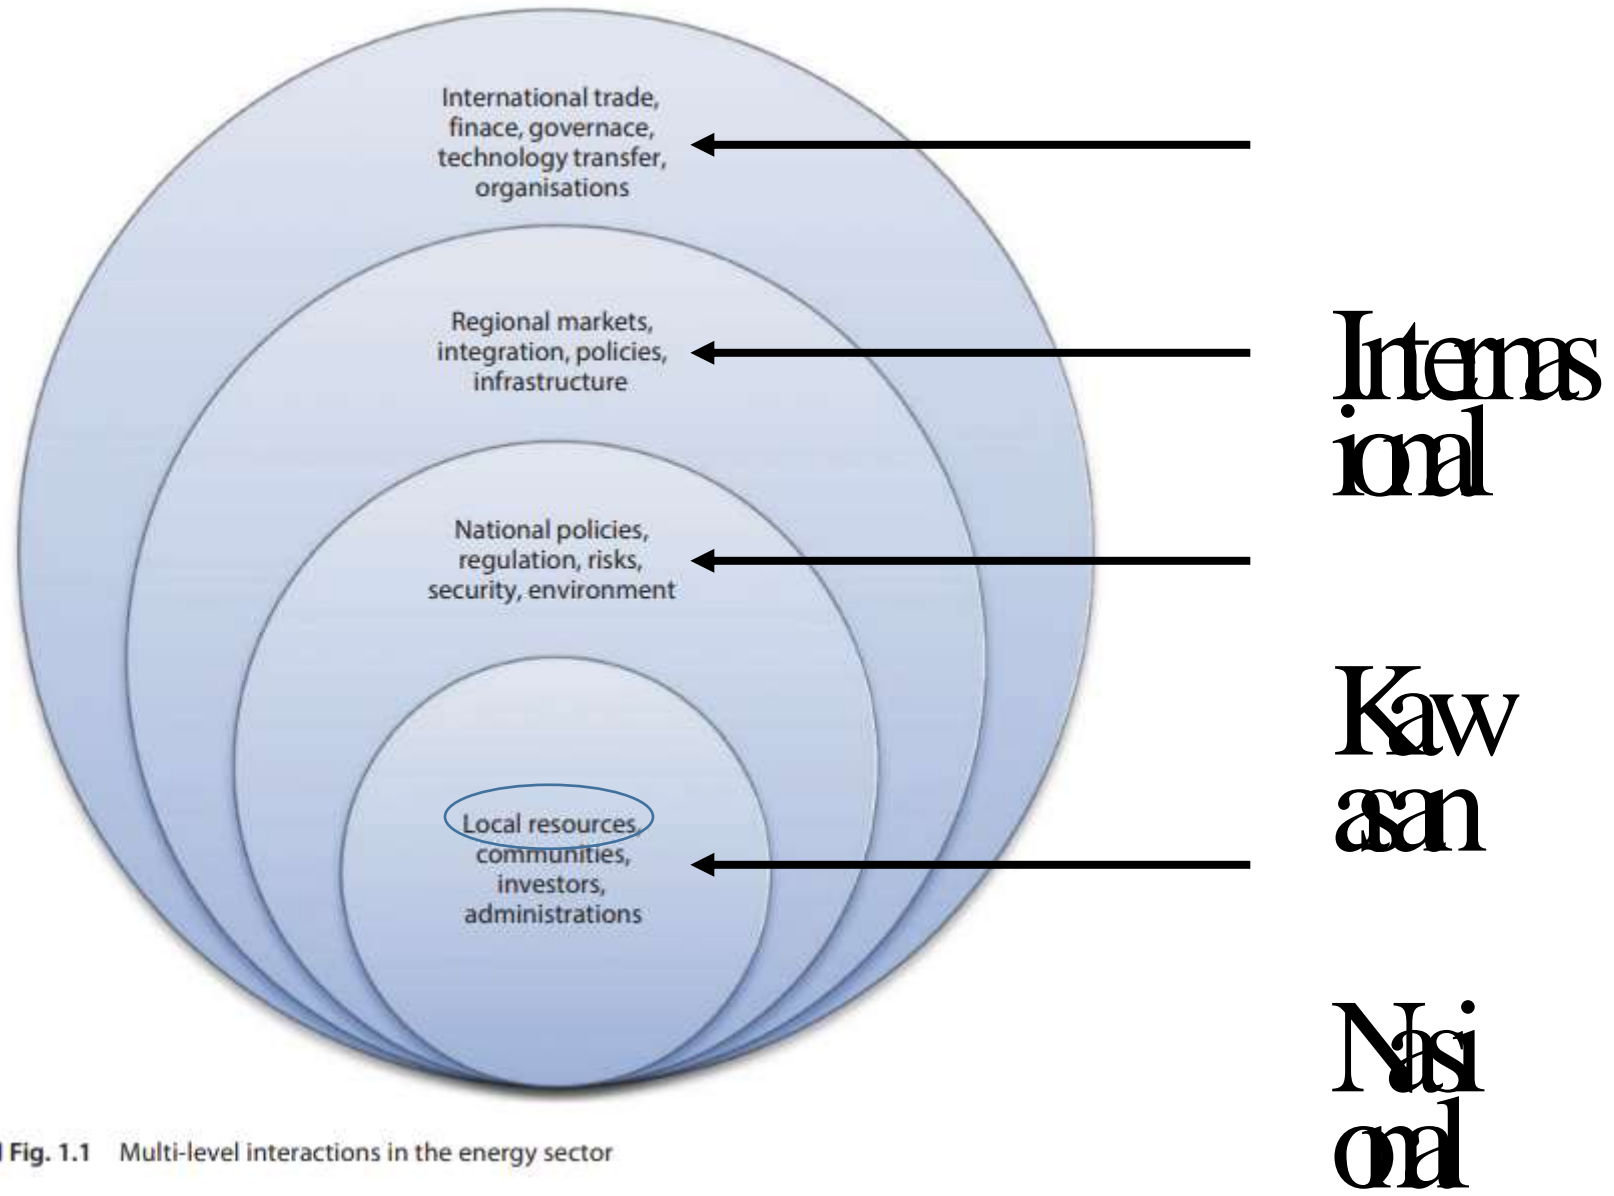 International trade,
finace, governace,
technology transfer,
organisations
Regional markets,
integration, policies,
infrastructure
National policies,
regulation, risks,
security, environment
Local resources,
communities,
investors,
administrations
Internas
ional
Kaw
asan
Nasi
onal
Fig. 1.1 Multi-level interactions in the energy sector